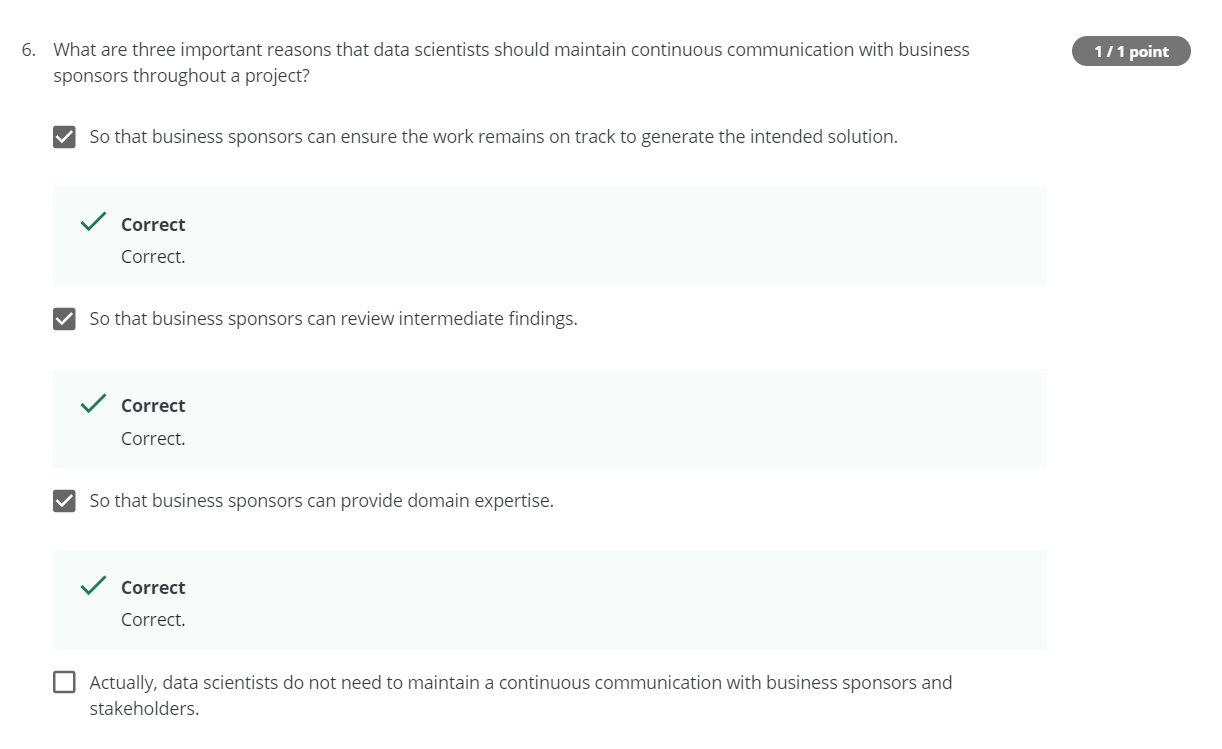 6. What are three important reasons that data scientists should maintain continuous communication with business
sponsors throughout a project?
1 / 1 point
So that business sponsors can ensure the work remains on track to generate the intended solution.
Correct
Correct.
So that business sponsors can review intermediate findings.
Correct
Correct.
So that business sponsors can provide domain expertise.
Correct
Correct.
Actually, data scientists do not need to maintain a continuous communication with business sponsors and
stakeholders.